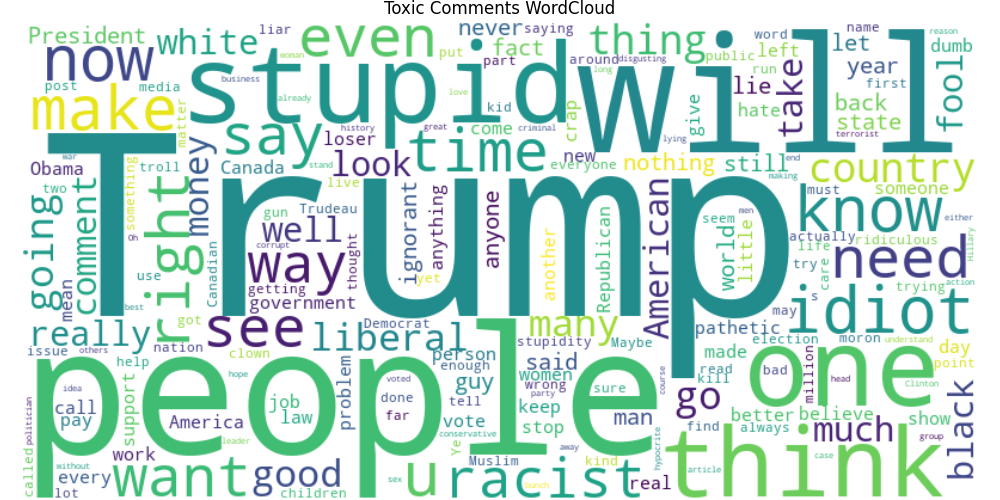 Toxic Comments WordCloud
President
liar
white
even
never
saying
thing
word
name
reason
now
fact
put
part
around
disgusting
public
left
let
dumb
woman
long
run
year
stupid
will
post
media
business
already
love
kid
lie
first
make
matter
crap
hate
take
back
fool
say
time
come
give
state
history
great
criminal
lying
terrorist
loser
new
Obama
war
troll
Canada
stand
look
everyone
nothing
still
end
making
country
two
something
live
someone
Trump
money
right
going
comment
gun
Trudeau
ignorant
anything
anyone
another
Republican
American
seem
men
must
know
either
Oh
well
world
little
actually
ridiculous
Canadian
corrupt
thought
way
yet
life
care
try
need
Hillary
mean
use
getting
government
trying
action
best
s
really
got
see
Democrat
liberal
many
may
idiot
stupidity
Maybe
pathetic
issue
others
nation
clown
person
enough
said
election
moron
understand
day
point
help
made
problem
voted
women
wrong
sure
read
kill
bad
million
head
Clinton
idea
hope
guy
party
course
one
people
call
pay
support
job
law
done
far
tell
keep
go
black
America
vote
stop
man
find
better
believe
show
leader
conservative
always
much
group
called
politician
work
Ye
away
hypocrite
case
without
want
Muslim
kind
real
article
think
every
good
u
racist
lot
children
sex
bunch